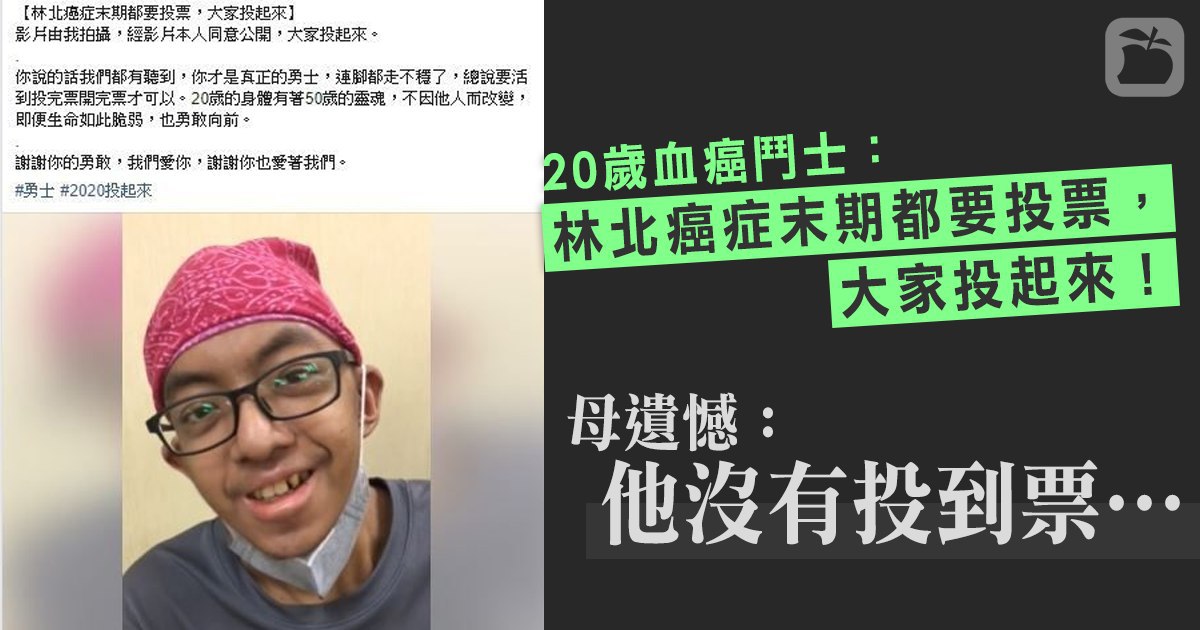 【林北癌症末期都要投票，大家投起來】
影片由我拍攝，經影片本人同意公開，大家投起來。
.
你說的話我們都有聽到，你才是真正的勇士，連腳都走不穩了，總說要活
到投完票開完票才可以。20歲的身體有著50歲的靈魂，不因他人而改變，
即便生命如此脆弱，也勇敢向前。
.
謝謝你的勇敢，我們愛你，謝謝你也愛著我們。
#勇士 #2020投起來
20歲血癌鬥士：
林北癌症末期都要投票，
大家投起來！
母遺憾：
他沒有投到票⋯